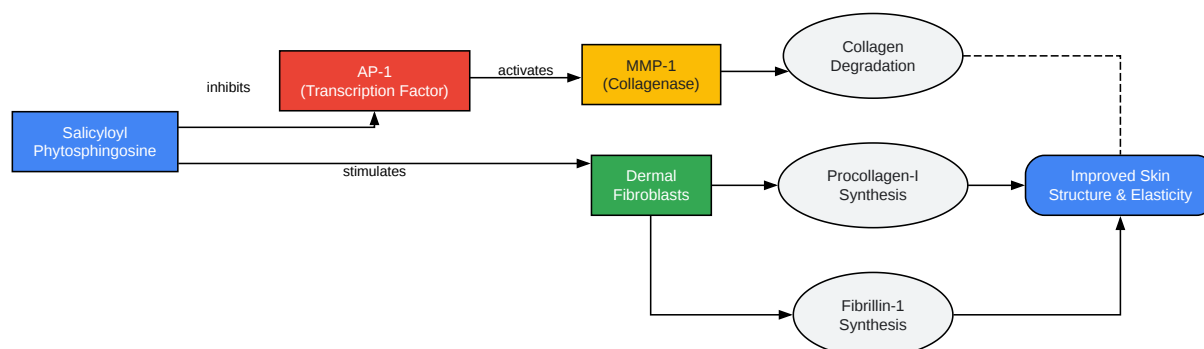 inhibits
AP-1
(Transcription Factor)
activates
MMP-1
(Collagenase)
Collagen
Degradation
Salicyloyl
Phytosphingosine
stimulates
Dermal
Fibroblasts
Procollagen-I
Synthesis
Improved Skin
Structure & Elasticity
Fibrillin-1
Synthesis